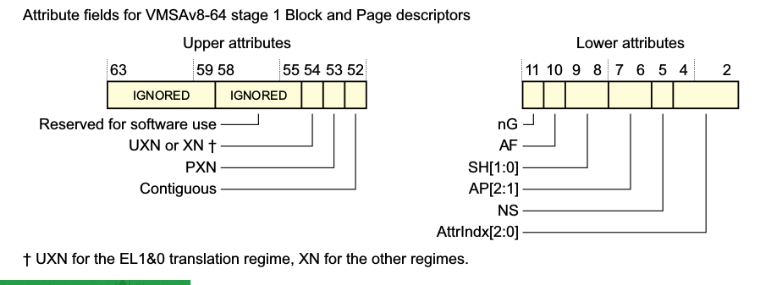 Attribute fields for VMSAv8-64 stage 1 Block and Page descriptors
Upper attributes
Lower attributes
63 59 58 55 54 53 52
11 10 9 8 7 6 5 4 2
IGNORED IGNORED
Reserved for software use
UXN or XN †
PXN
Contiguous
nG
AF
SH[1:0]
AP[2:1]
NS
AttrIndx[2:0]
† UXN for the EL1&0 translation regime, XN for the other regimes.